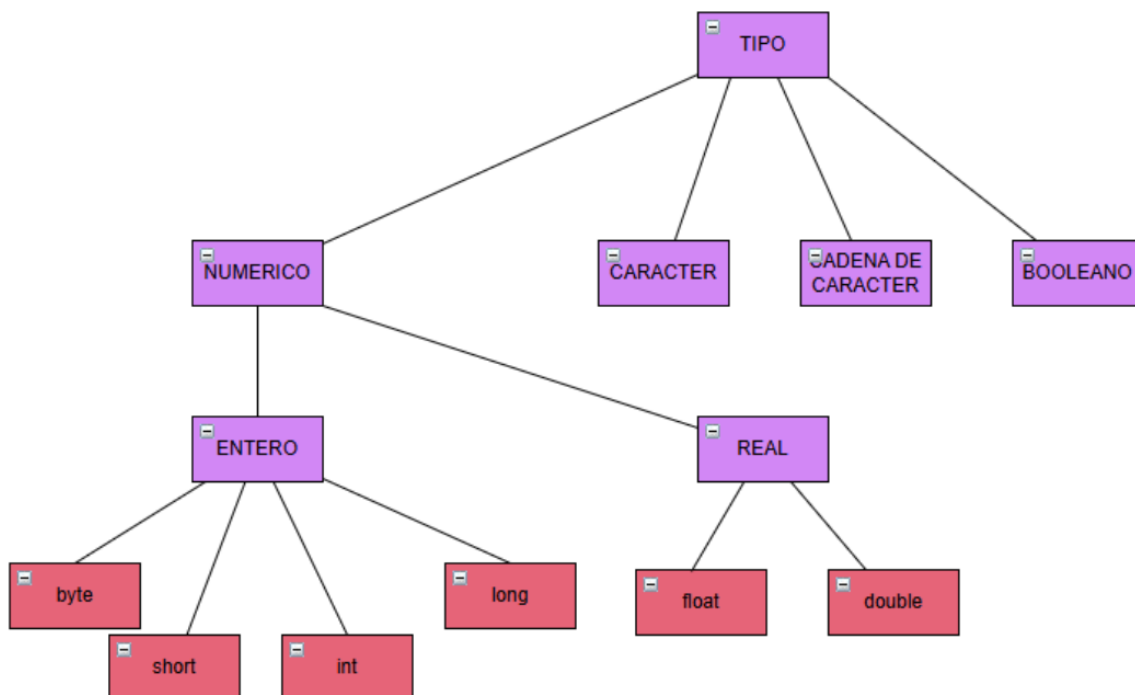 TIPO
NUMERICO
CARACTER
CADENA DE
CARACTER
BOOLEANO
ENTERO
REAL
byte
short
int
long
float
double